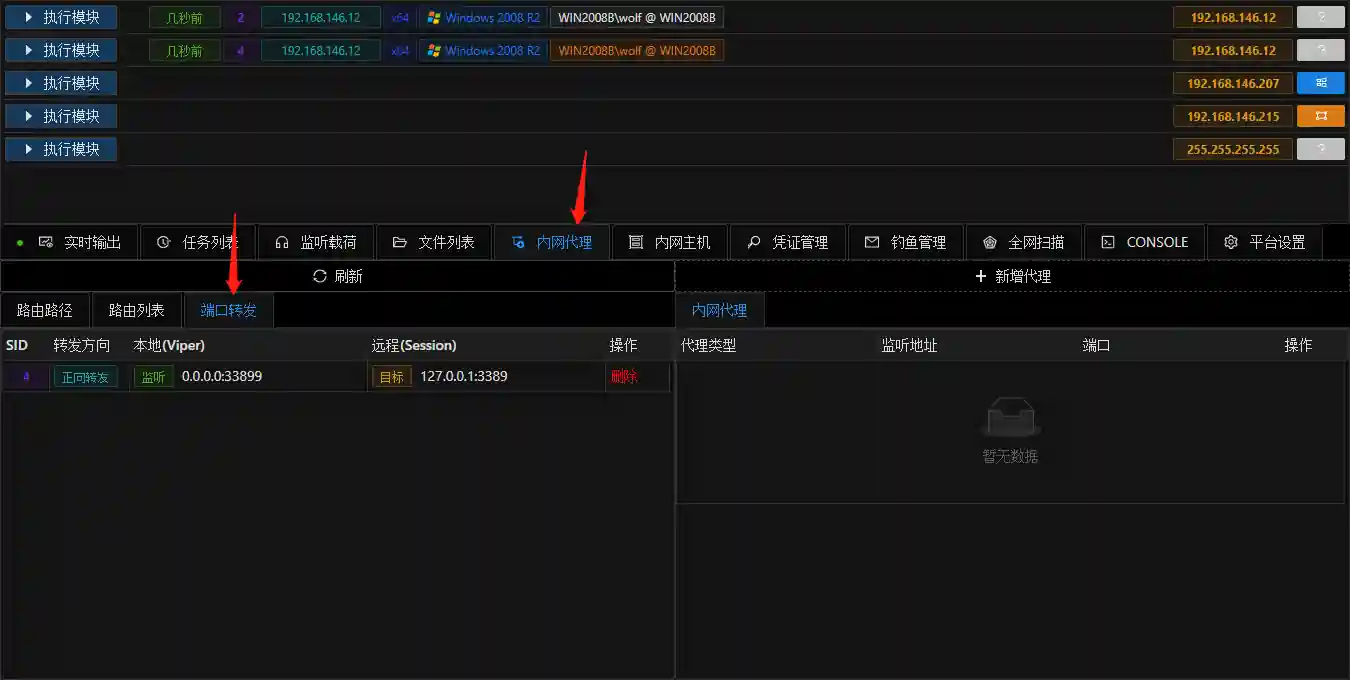 执行模块 几秒前 2 192.168.146.12 x64 Windows 2008 R2 WIN2008B\wolf @ WIN2008B 192.168.146.12 ?
执行模块 几秒前 4 192.168.146.12 x64 Windows 2008 R2 WIN2008B\wolf @ WIN2008B 192.168.146.12 ?
执行模块 192.168.146.207
执行模块 192.168.146.215
执行模块 255.255.255.255 ?
实时输出 任务列表 监听载荷 文件列表 内网代理 内网主机 凭证管理 钓鱼管理 全网扫描 CONSOLE 平台设置
刷新 + 新增代理
路由路径 路由列表 端口转发 内网代理
SID 转发方向 本地(Viper) 远程(Session) 操作 代理类型 监听地址 端口 操作
4 正向转发 监听 0.0.0.0:33899 目标 127.0.0.1:3389 删除
暂无数据